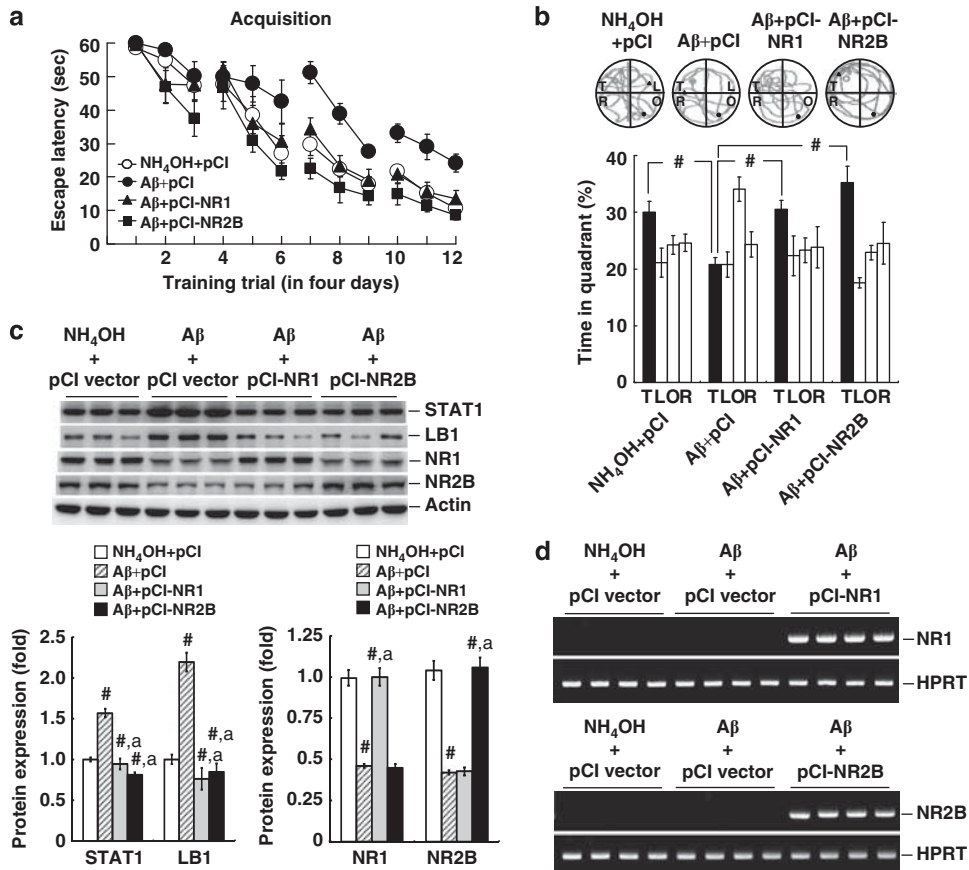 a
Acquisition
60
50
40
30
20
10
0
Escape latency (sec)
NH4OH+pCI
Aβ+pCI
Aβ+pCI-NR1
Aβ+pCI-NR2B
2 4 6 8 10 12
Training trial (in four days)
b
NH4OH +pCI
Aβ+pCI
Aβ+pCI-NR1
Aβ+pCI-NR2B
T L
R O
T L
R O
T L
R O
T L
R O
40
30
20
10
0
Time in quadrant (%)
# # #
TLOR TLOR TLOR TLOR
NH4OH+pCI
Aβ+pCI
Aβ+pCI-NR1
Aβ+pCI-NR2B
c
NH4OH Aβ Aβ Aβ
+ + + +
pCI vector pCI vector pCI-NR1 pCI-NR2B
STAT1
LB1
NR1
NR2B
Actin
NH4OH+pCI
Aβ+pCI
Aβ+pCI-NR1
Aβ+pCI-NR2B
2.5
2.0
1.5
1.0
0.5
0
Protein expression (fold)
#
#,a
#,a
#
#,a
#,a
STAT1 LB1
NH4OH+pCI
Aβ+pCI
Aβ+pCI-NR1
Aβ+pCI-NR2B
1.25
1.0
0.75
0.5
0.25
0
Protein expression (fold)
#
#,a
#
#,a
NR1 NR2B
d
NH4OH Aβ Aβ
+ + +
pCI vector pCI vector pCI-NR1
NR1
HPRT
NH4OH Aβ Aβ
+ + +
pCI vector pCI vector pCI-NR2B
NR2B
HPRT